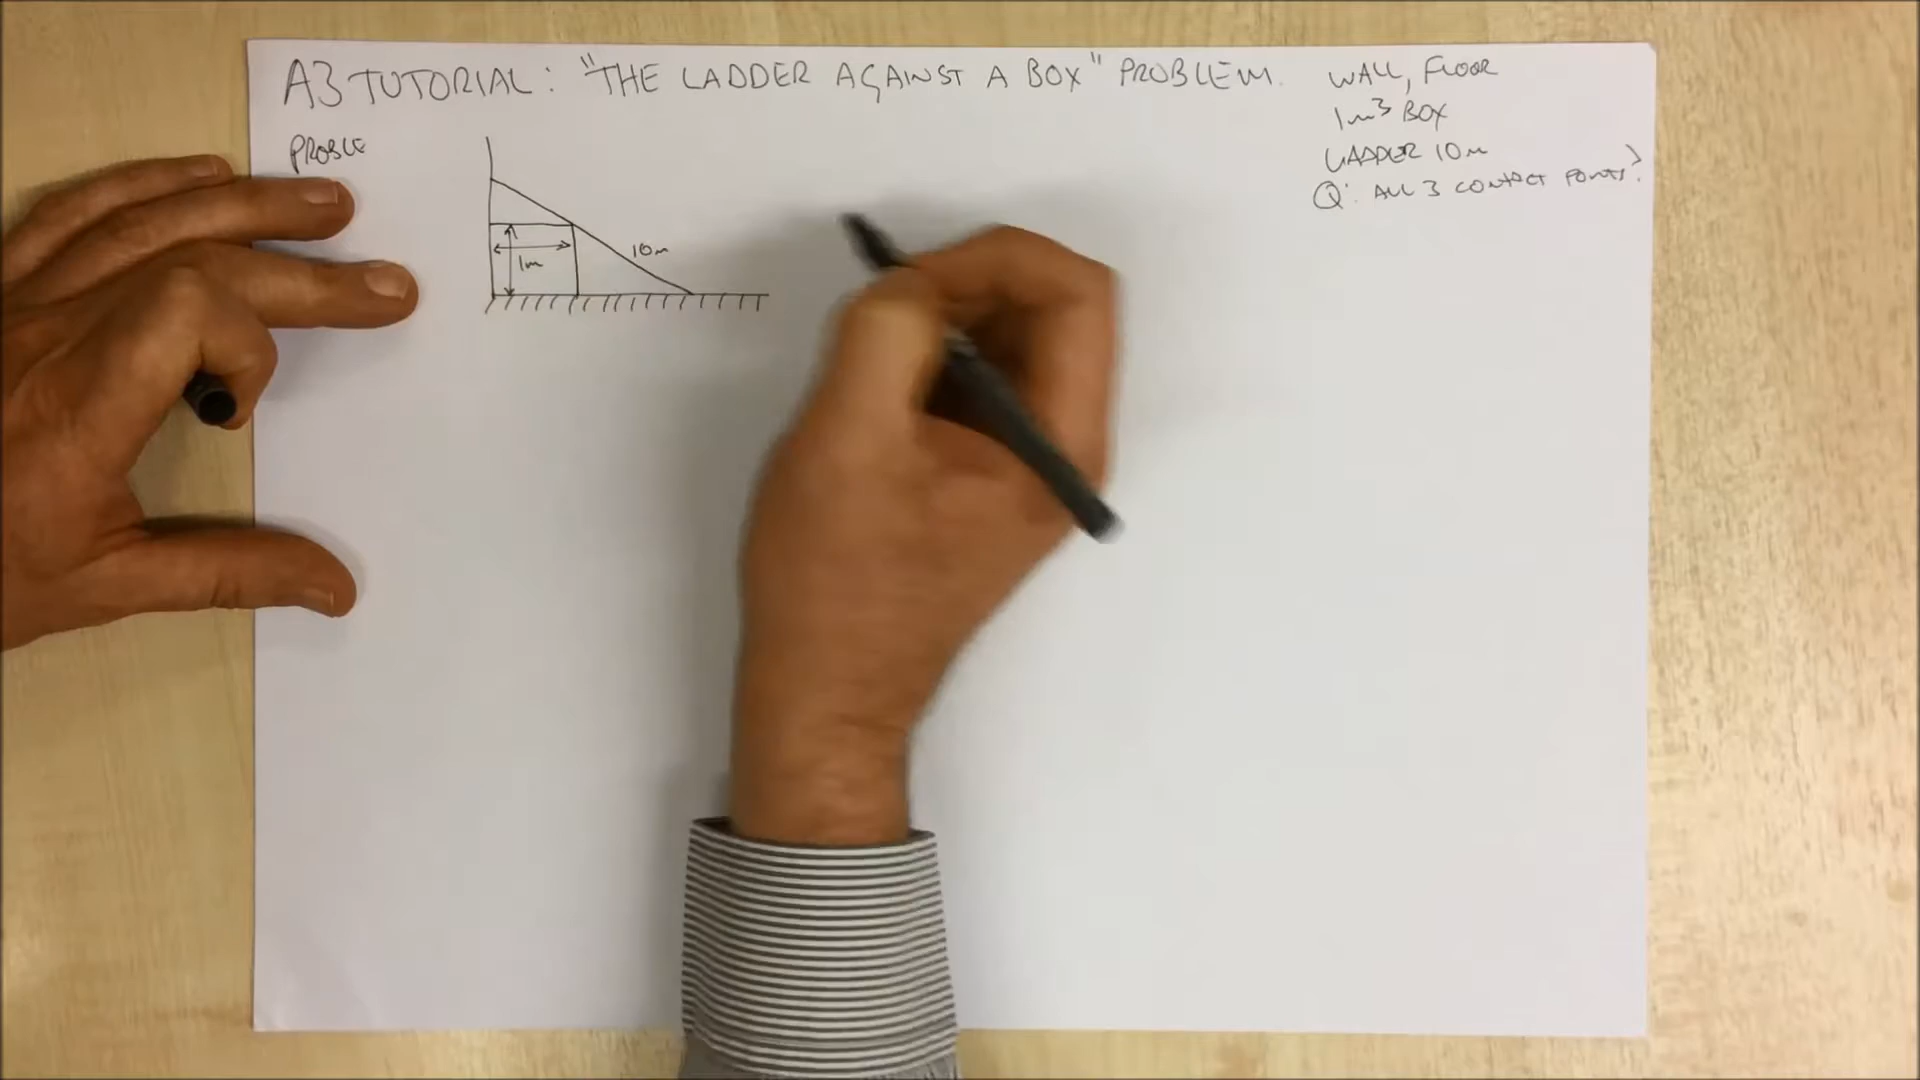 A3 TUTORIAL: "THE LADDER AGAINST A BOX" PROBLEM.
WALL, FLOOR
1m³ BOX
LADDER 10m
Q: ALL 3 CONTACT POINTS?
PROBLE
10m
1m